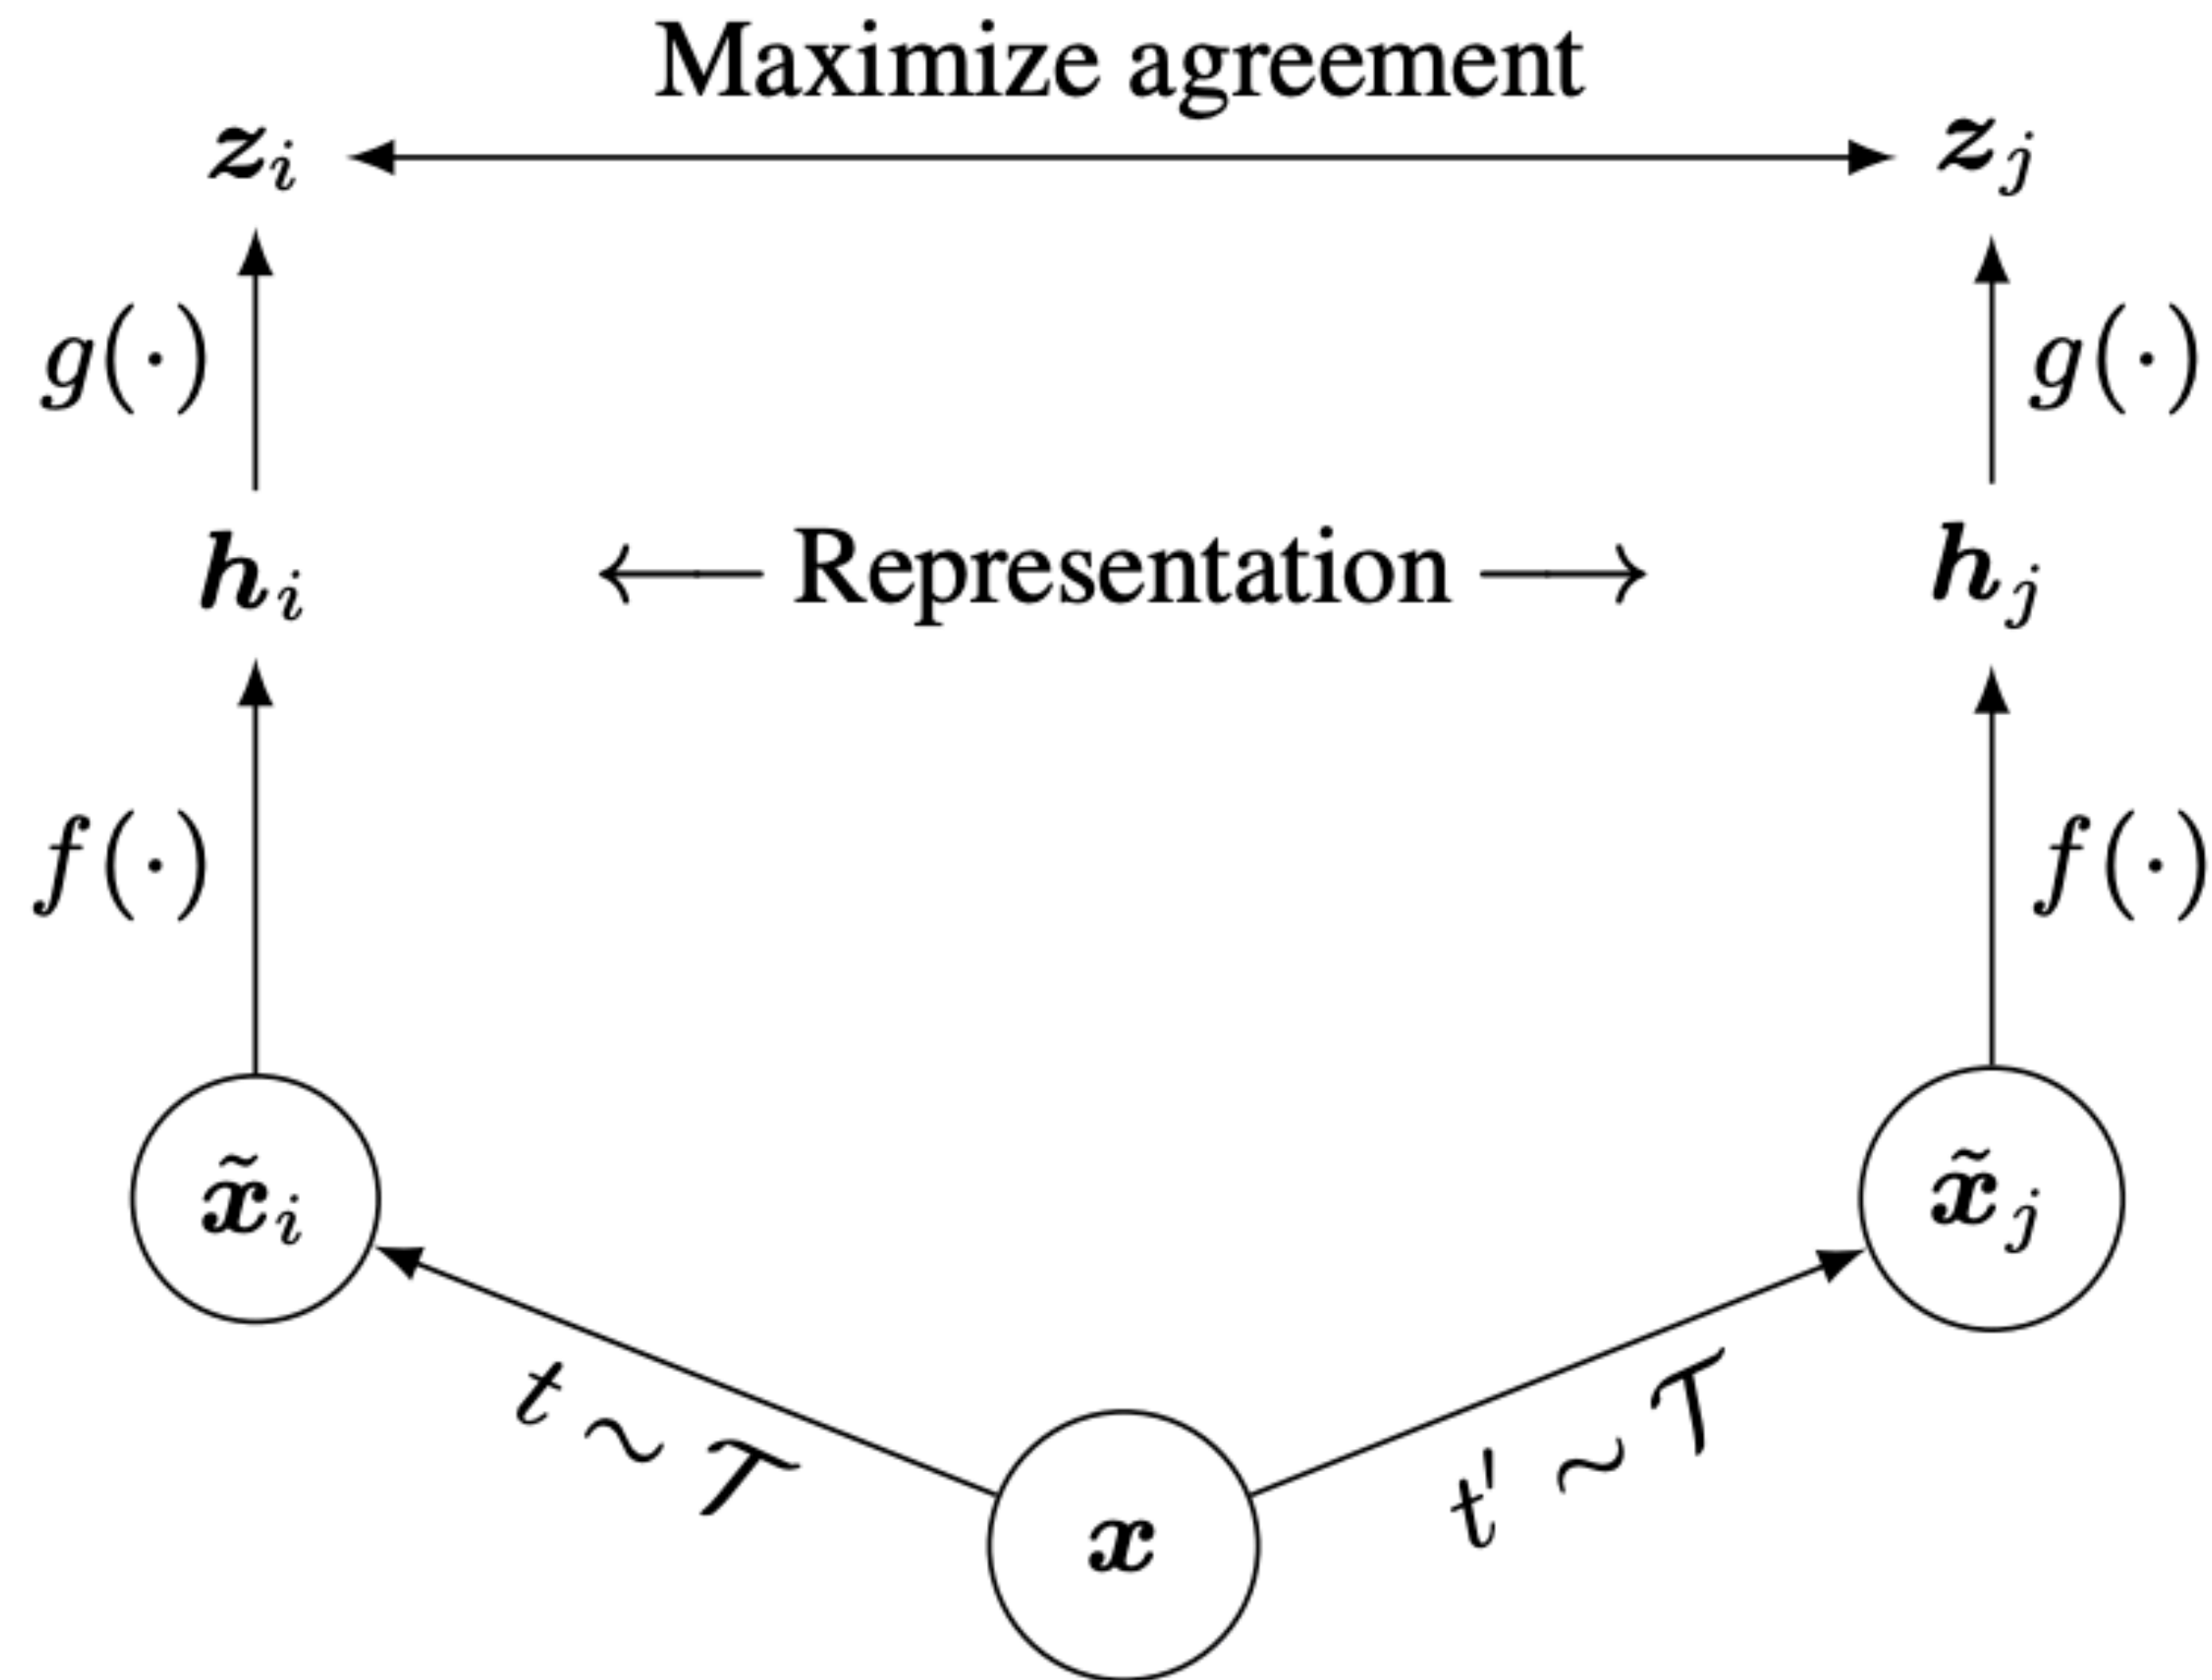 Maximize agreement
z_i z_j
g(·) g(·)
h_i ← Representation → h_j
f(·) f(·)
x̃_i x̃_j
t ∼ 𝒯 t′ ∼ 𝒯
x